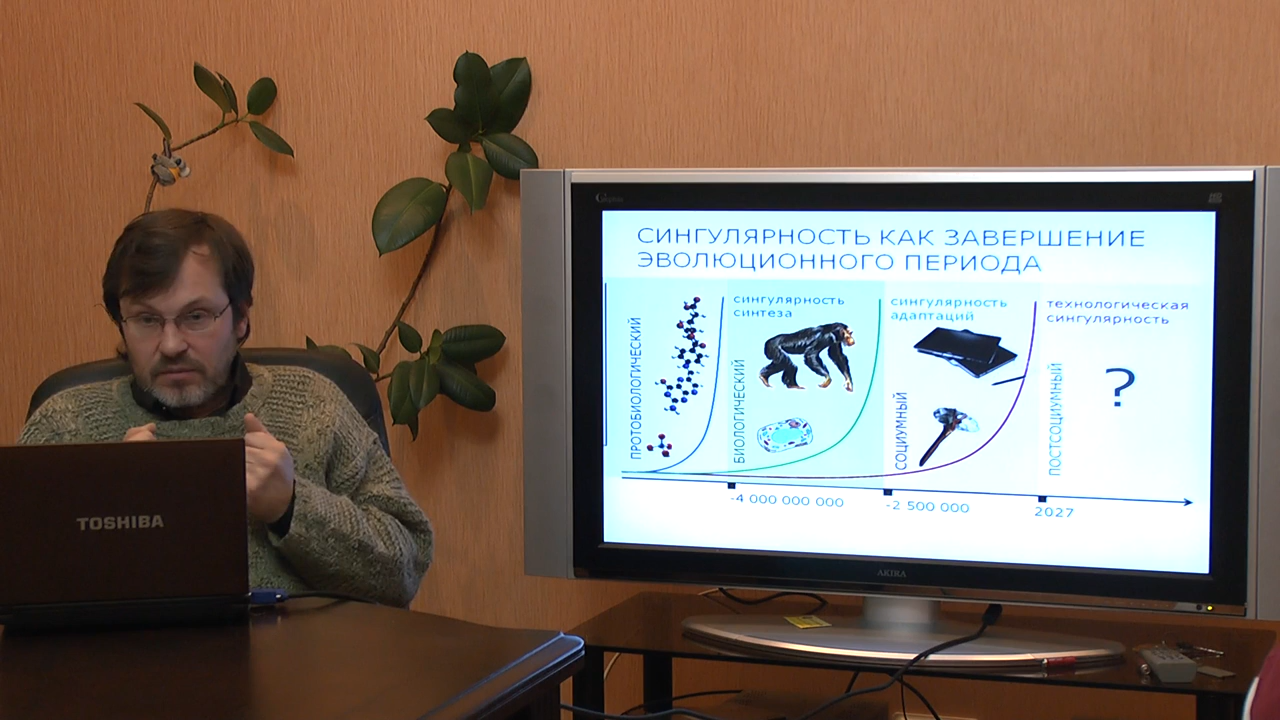 TOSHIBA
СИНГУЛЯРНОСТЬ КАК ЗАВЕРШЕНИЕ
ЭВОЛЮЦИОННОГО ПЕРИОДА
ПРОТОБИОЛОГИЧЕСКИЙ
сингулярность
синтеза
БИОЛОГИЧЕСКИЙ
сингулярность
адаптаций
СОЦИУМНЫЙ
технологическая
сингулярность
ПОСТСОЦИУМНЫЙ
?
-4 000 000 000
-2 500 000
2027
AKIRA